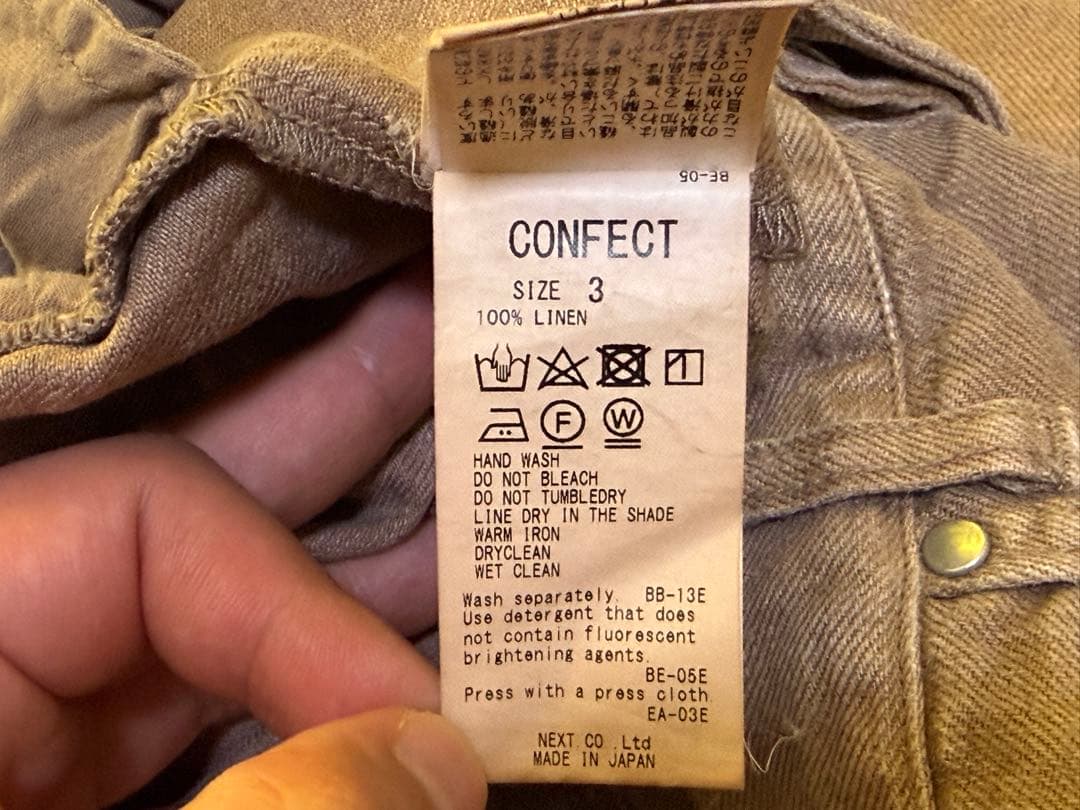 BE-05
CONFECT
SIZE 3
100% LINEN
F W
HAND WASH
DO NOT BLEACH
DO NOT TUMBLEDRY
LINE DRY IN THE SHADE
WARM IRON
DRYCLEAN
WET CLEAN
Wash separately. BB-13E
Use detergent that does
not contain fluorescent
brightening agents.
BE-05E
Press with a press cloth.
EA-03E
NEXT.CO.,Ltd
MADE IN JAPAN